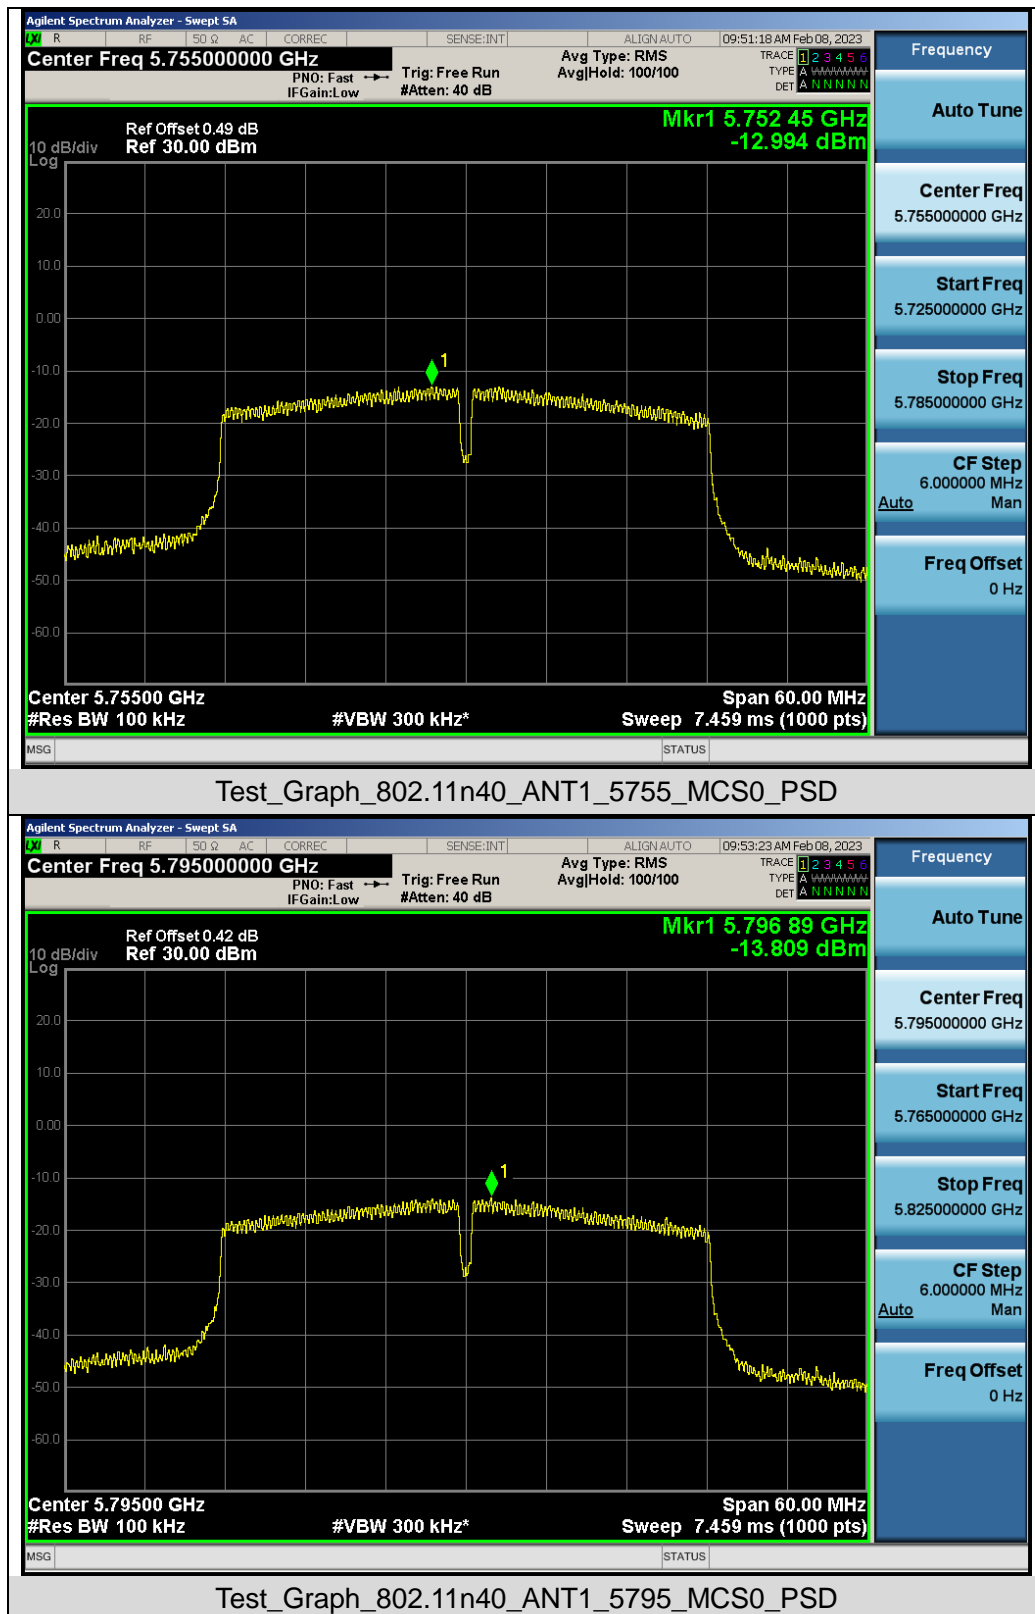 Agilent Spectrum Analyzer - Swept SA
LXI R RF 50 Ω AC CORREC SENSE:INT ALIGN AUTO 09:51:18 AM Feb 08, 2023
Center Freq 5.755000000 GHz
PNO: Fast
IFGain:Low
Trig: Free Run
#Atten: 40 dB
Avg Type: RMS
Avg|Hold: 100/100
TRACE 1 2 3 4 5 6
TYPE A WWWWW
DET A N N N N N
Ref Offset 0.49 dB
Ref 30.00 dBm
10 dB/div
Log
Mkr1 5.752 45 GHz
-12.994 dBm
20.0
10.0
0.00
-10.0
-20.0
-30.0
-40.0
-50.0
-60.0
1
Center 5.75500 GHz
Span 60.00 MHz
#Res BW 100 kHz
#VBW 300 kHz*
Sweep 7.459 ms (1000 pts)
MSG
STATUS
Frequency
Auto Tune
Center Freq
5.755000000 GHz
Start Freq
5.725000000 GHz
Stop Freq
5.785000000 GHz
CF Step
6.000000 MHz
Auto Man
Freq Offset
0 Hz
Test_Graph_802.11n40_ANT1_5755_MCS0_PSD
Agilent Spectrum Analyzer - Swept SA
LXI R RF 50 Ω AC CORREC SENSE:INT ALIGN AUTO 09:53:23 AM Feb 08, 2023
Center Freq 5.795000000 GHz
PNO: Fast
IFGain:Low
Trig: Free Run
#Atten: 40 dB
Avg Type: RMS
Avg|Hold: 100/100
TRACE 1 2 3 4 5 6
TYPE A WWWWW
DET A N N N N N
Ref Offset 0.42 dB
Ref 30.00 dBm
10 dB/div
Log
Mkr1 5.796 89 GHz
-13.809 dBm
20.0
10.0
0.00
-10.0
-20.0
-30.0
-40.0
-50.0
-60.0
1
Center 5.79500 GHz
Span 60.00 MHz
#Res BW 100 kHz
#VBW 300 kHz*
Sweep 7.459 ms (1000 pts)
MSG
STATUS
Frequency
Auto Tune
Center Freq
5.795000000 GHz
Start Freq
5.765000000 GHz
Stop Freq
5.825000000 GHz
CF Step
6.000000 MHz
Auto Man
Freq Offset
0 Hz
Test_Graph_802.11n40_ANT1_5795_MCS0_PSD